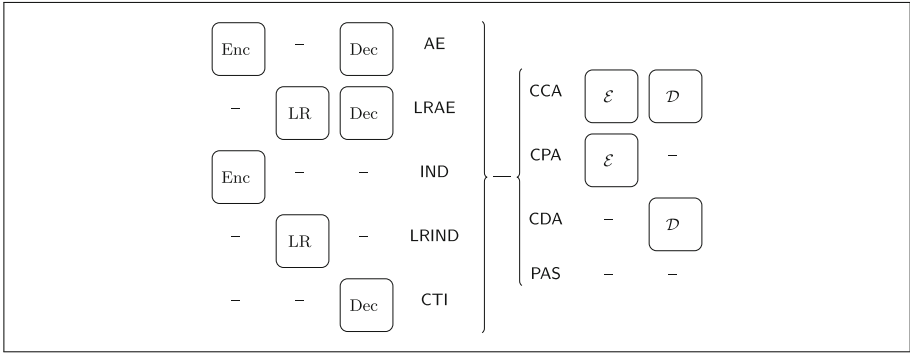 Enc – Dec AE
– LR Dec LRAE
Enc – – IND
– LR – LRIND
– – Dec CTI
—
CCA ℰ 𝒟
CPA ℰ –
CDA – 𝒟
PAS – –